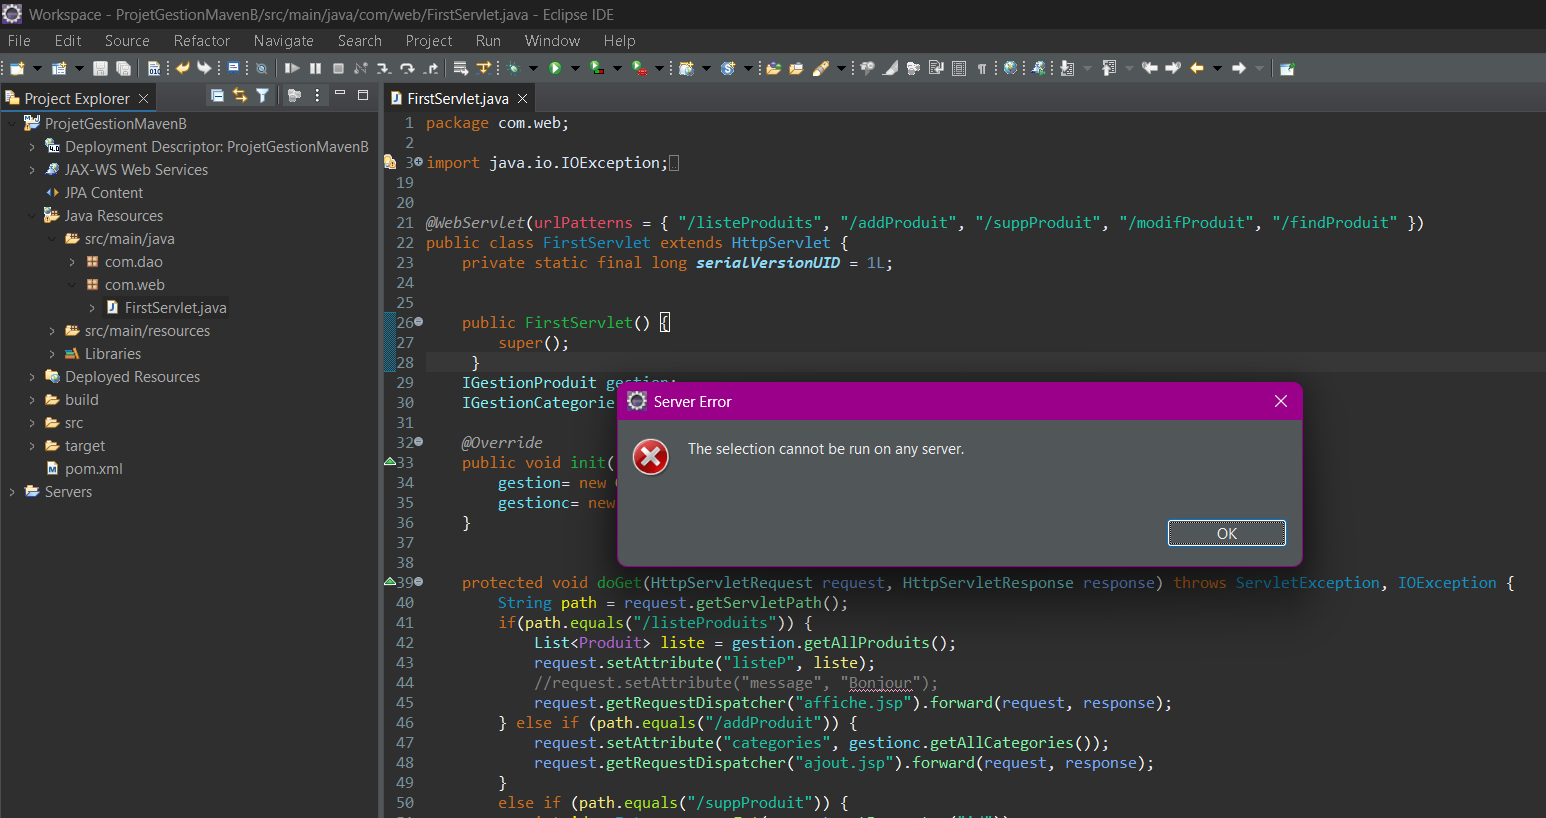 Workspace - ProjetGestionMavenB/src/main/java/com/web/FirstServlet.java - Eclipse IDE
File Edit Source Refactor Navigate Search Project Run Window Help
Project Explorer
ProjetGestionMavenB
Deployment Descriptor: ProjetGestionMavenB
JAX-WS Web Services
JPA Content
Java Resources
src/main/java
com.dao
com.web
FirstServlet.java
src/main/resources
Libraries
Deployed Resources
build
src
target
pom.xml
Servers
FirstServlet.java
1 package com.web;
2
3 import java.io.IOException;
19
20
21 @WebServlet(urlPatterns = { "/listeProduits", "/addProduit", "/suppProduit", "/modifProduit", "/findProduit" })
22 public class FirstServlet extends HttpServlet {
23 private static final long serialVersionUID = 1L;
24
25
26 public FirstServlet() {
27 super();
28 }
29 IGestionProduit gestion;
30 IGestionCategorie
31
32 @Override
33 public void init(
34 gestion= new
35 gestionc= new
36 }
37
38
39 protected void doGet(HttpServletRequest request, HttpServletResponse response) throws ServletException, IOException {
40 String path = request.getServletPath();
41 if(path.equals("/listeProduits")) {
42 List<Produit> liste = gestion.getAllProduits();
43 request.setAttribute("listeP", liste);
44 //request.setAttribute("message", "Bonjour");
45 request.getRequestDispatcher("affiche.jsp").forward(request, response);
46 } else if (path.equals("/addProduit")) {
47 request.setAttribute("categories", gestionc.getAllCategories());
48 request.getRequestDispatcher("ajout.jsp").forward(request, response);
49 }
50 else if (path.equals("/suppProduit")) {
Server Error
The selection cannot be run on any server.
OK